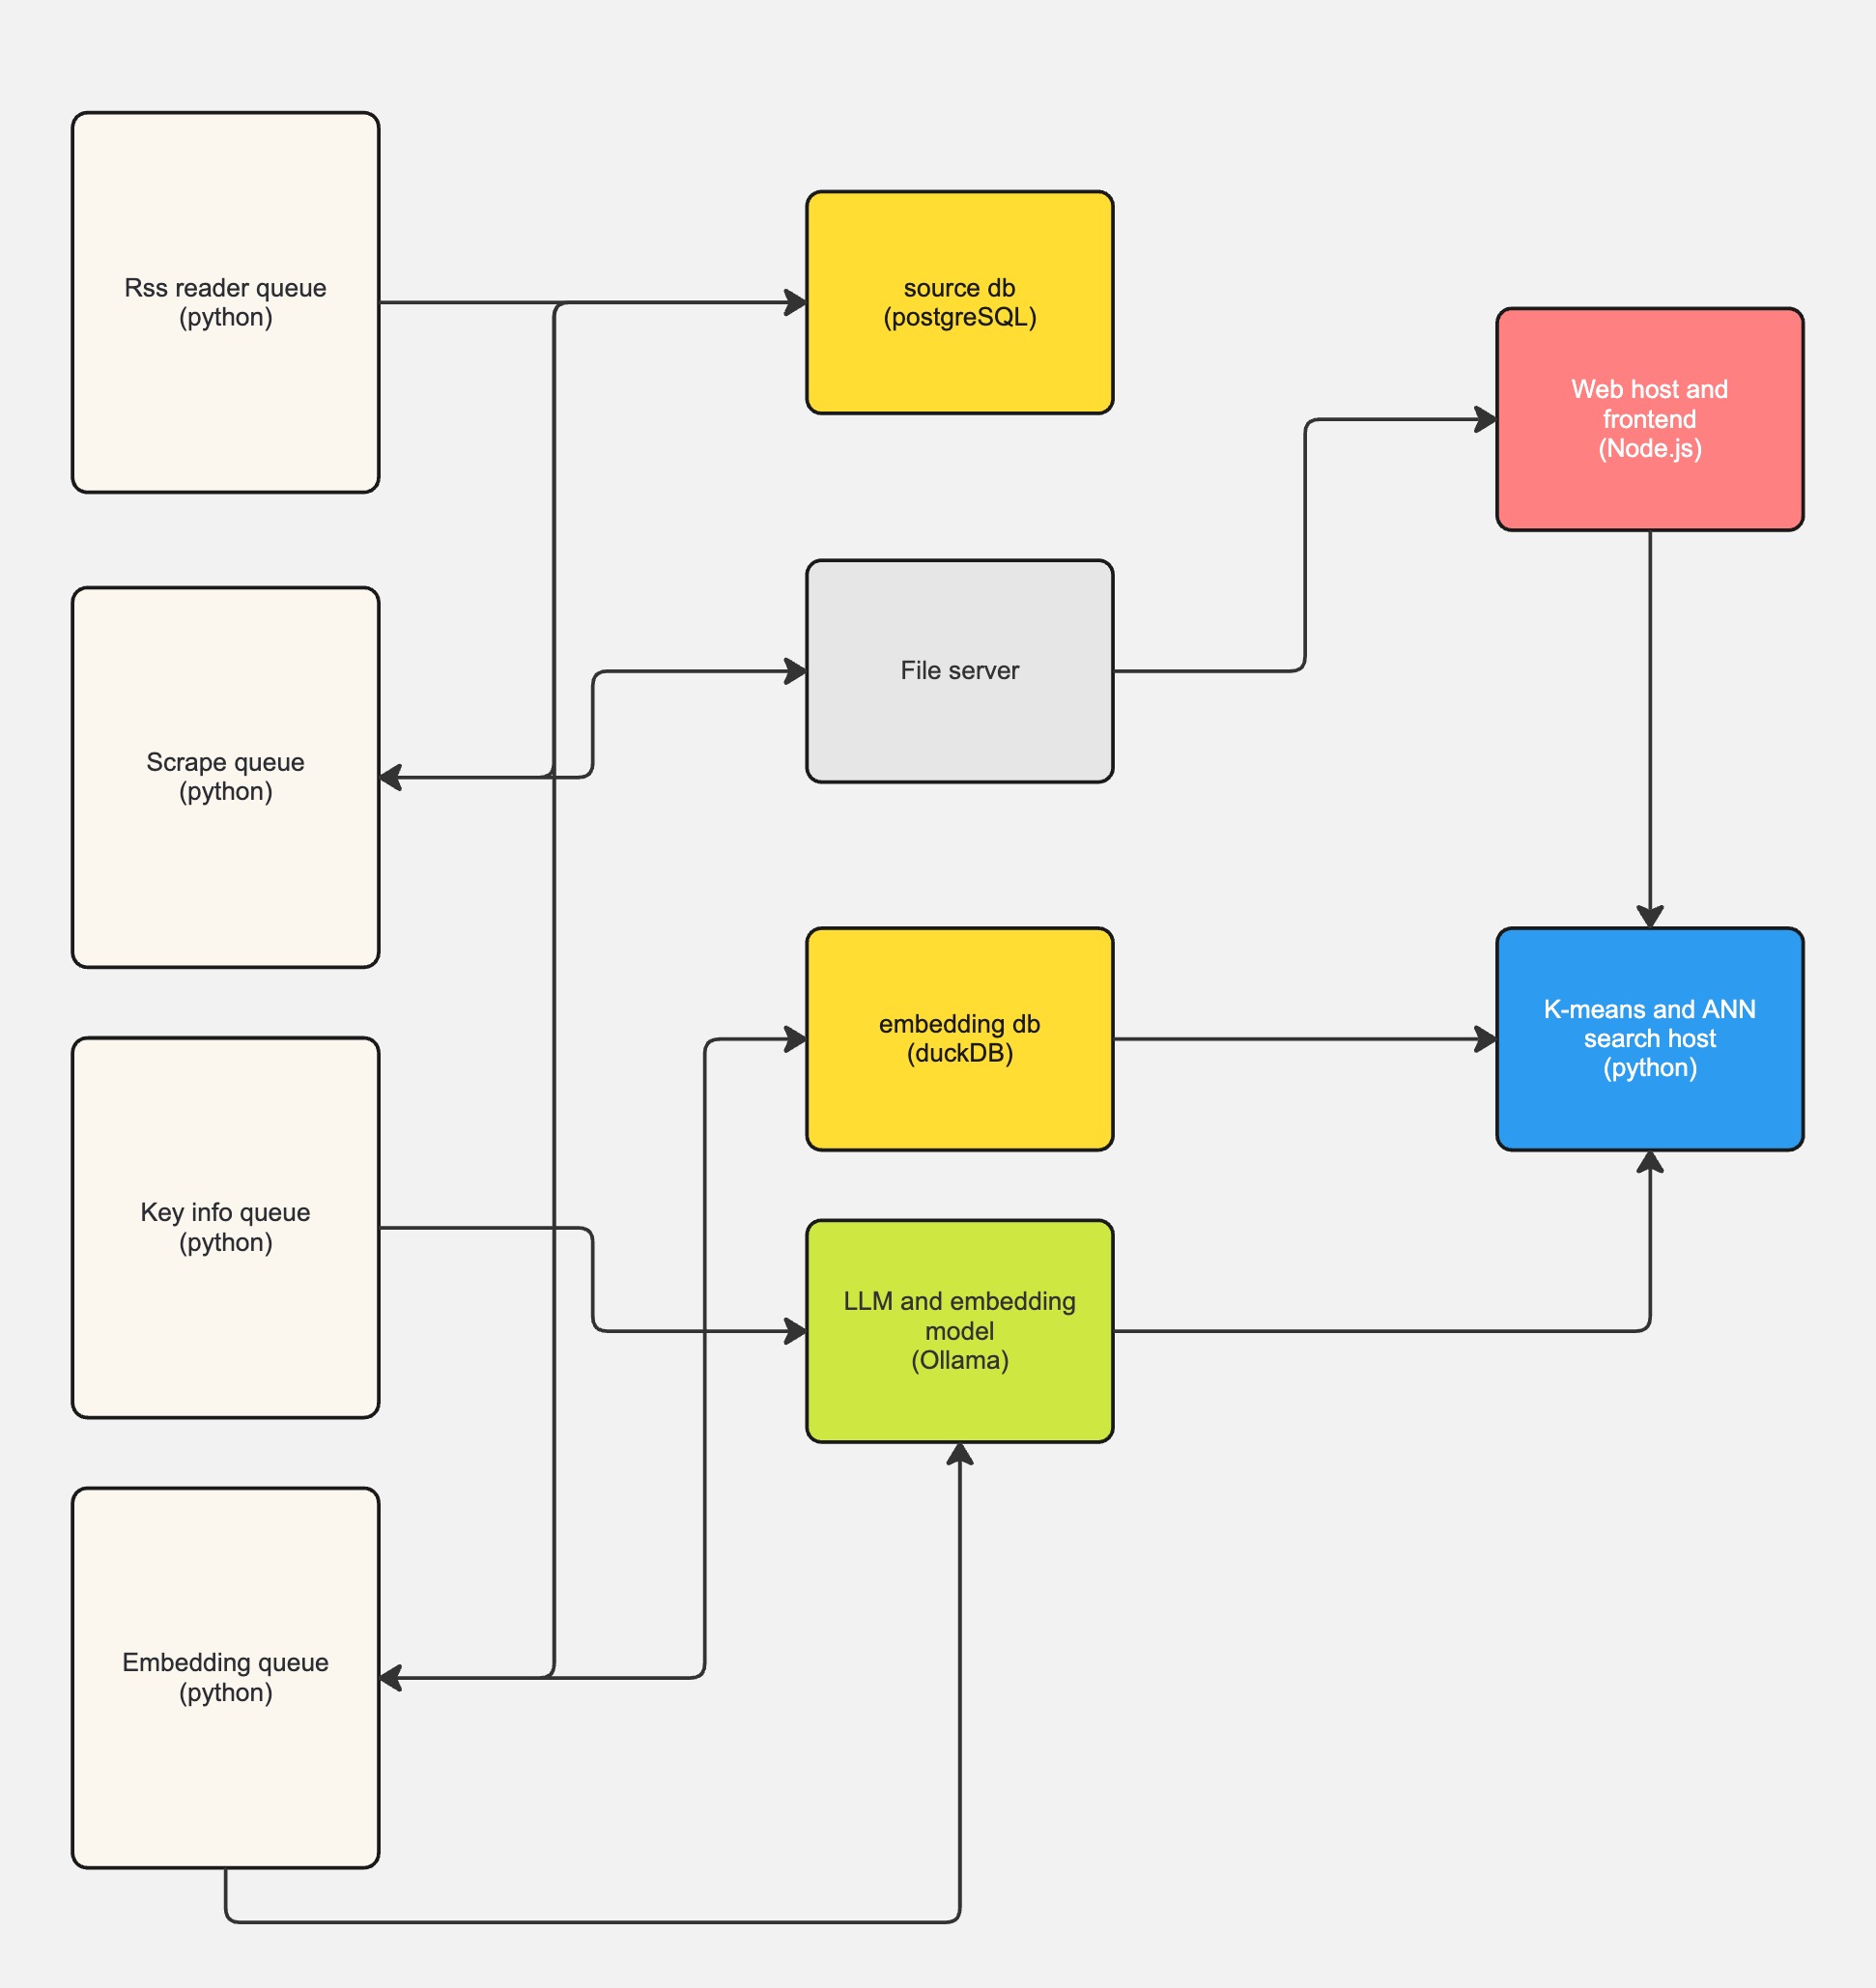 Rss reader queue
(python)
source db
(postgreSQL)
Web host and
frontend
(Node.js)
File server
Scrape queue
(python)
embedding db
(duckDB)
K-means and ANN
search host
(python)
Key info queue
(python)
LLM and embedding
model
(Ollama)
Embedding queue
(python)